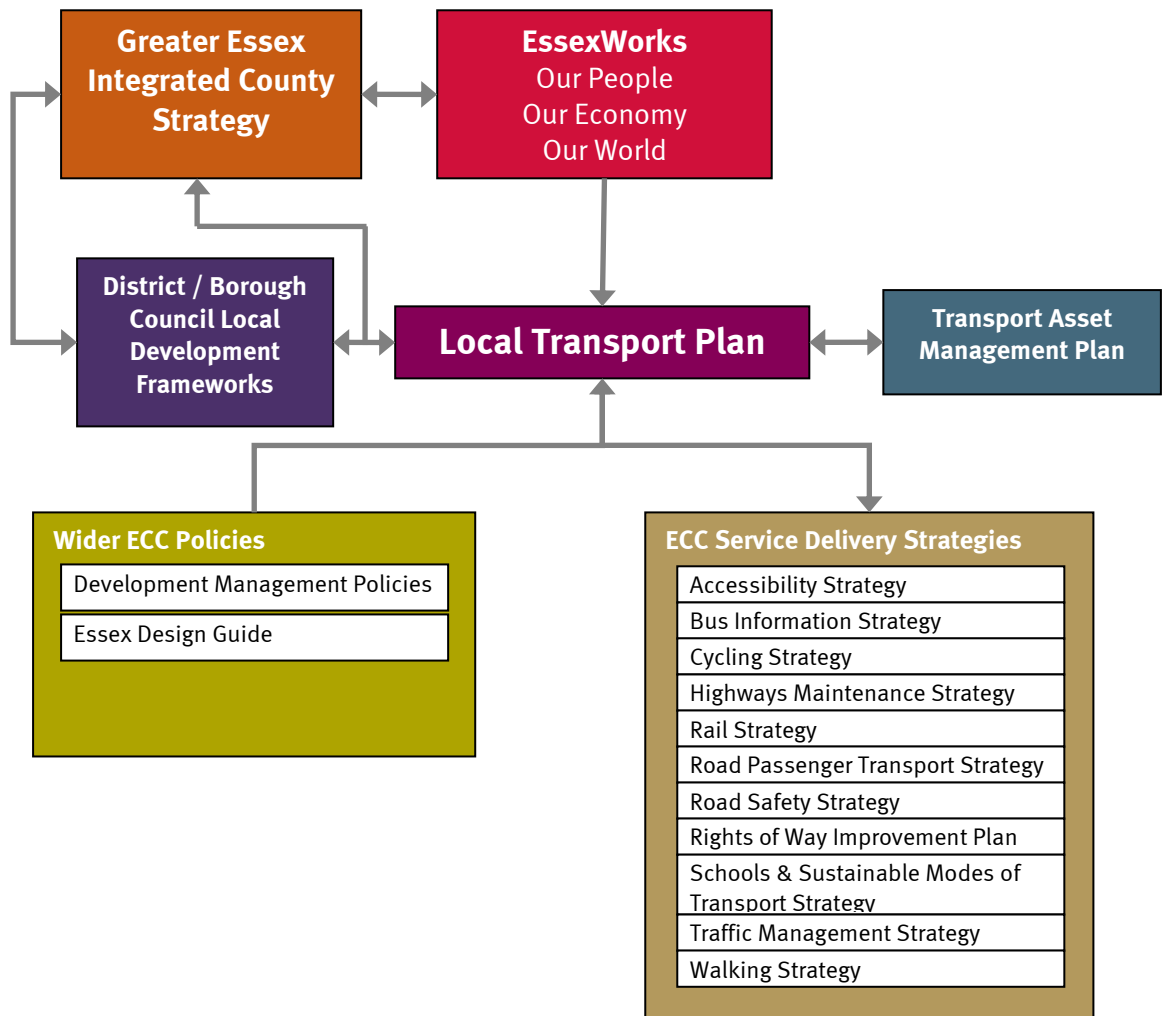 Greater Essex
Integrated County
Strategy
EssexWorks
Our People
Our Economy
Our World
District / Borough
Council Local
Development
Frameworks
Local Transport Plan
Transport Asset
Management Plan
Wider ECC Policies
Development Management Policies
Essex Design Guide
ECC Service Delivery Strategies
Accessibility Strategy
Bus Information Strategy
Cycling Strategy
Highways Maintenance Strategy
Rail Strategy
Road Passenger Transport Strategy
Road Safety Strategy
Rights of Way Improvement Plan
Schools & Sustainable Modes of
Transport Strategy
Traffic Management Strategy
Walking Strategy